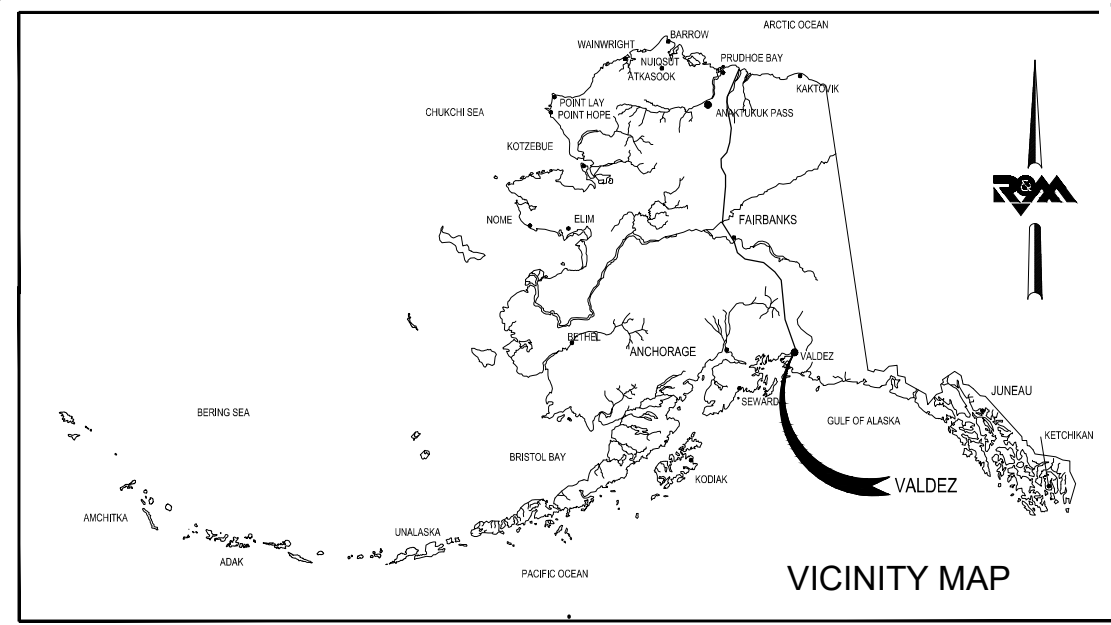 ARCTIC OCEAN
BARROW
WAINWRIGHT
PRUDHOE BAY
NUIQSUT
ATKASOOK
KAKTOVIK
POINT LAY
CHUKCHI SEA
POINT HOPE
ANAKTUKUK PASS
KOTZEBUE
R&M
NOME
ELIM
FAIRBANKS
BETHEL
ANCHORAGE
VALDEZ
JUNEAU
SEWARD
BERING SEA
GULF OF ALASKA
KETCHIKAN
BRISTOL BAY
KODIAK
VALDEZ
AMCHITKA
UNALASKA
ADAK
PACIFIC OCEAN
VICINITY MAP